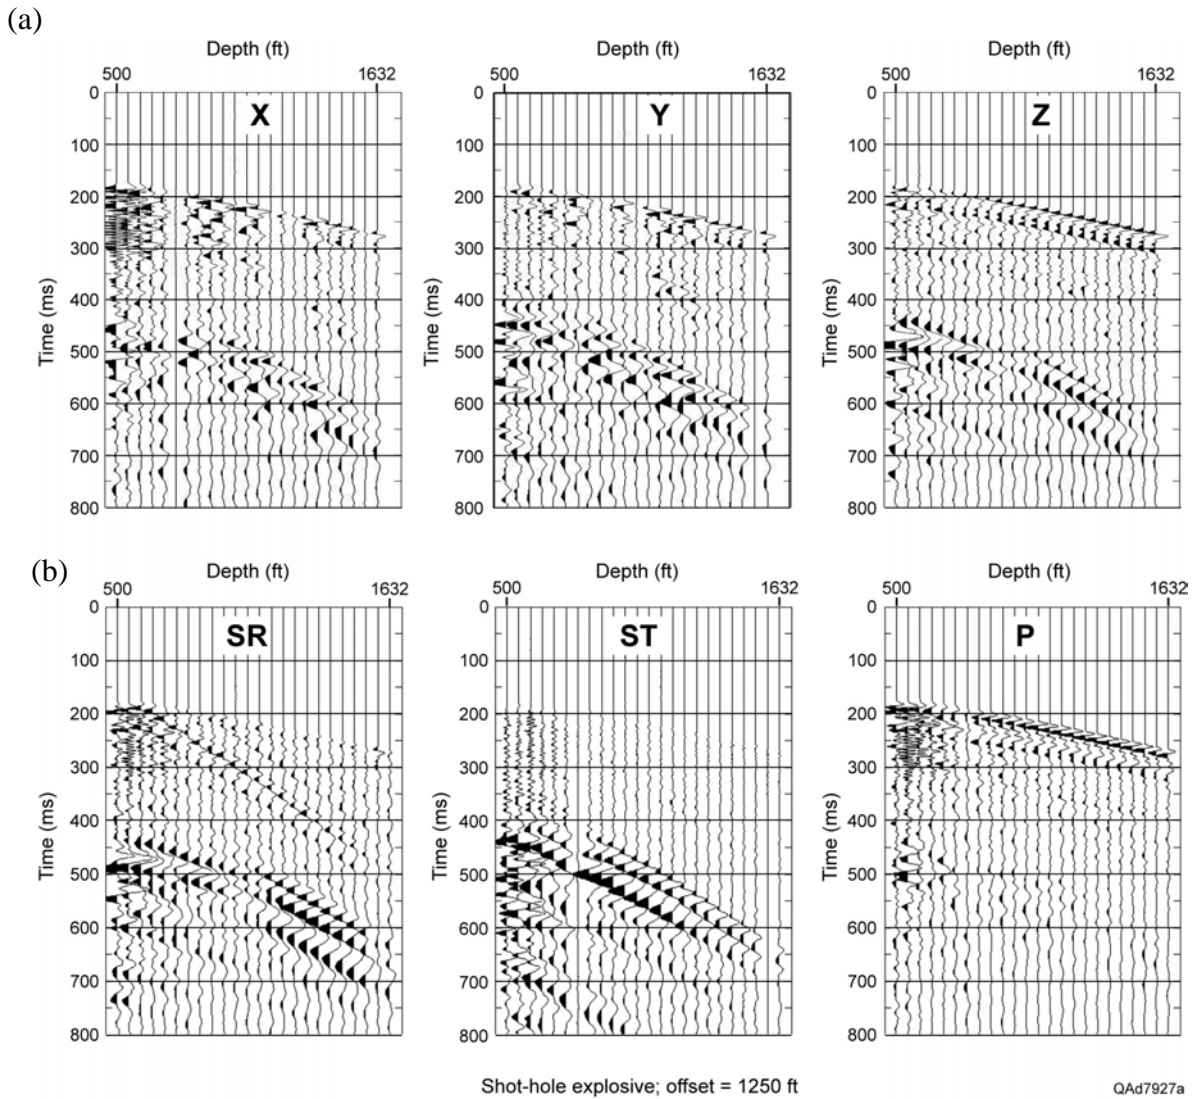 (a)
Depth (ft) Depth (ft) Depth (ft)
500 1632 500 1632 500 1632
0 0 0
X Y Z
100 100 100
200 200 200
300 300 300
400 400 400
500 500 500
600 600 600
700 700 700
800 800 800
Time (ms) Time (ms) Time (ms)
(b)
Depth (ft) Depth (ft) Depth (ft)
500 1632 500 1632 500 1632
0 0 0
SR ST P
100 100 100
200 200 200
300 300 300
400 400 400
500 500 500
600 600 600
700 700 700
800 800 800
Time (ms) Time (ms) Time (ms)
Shot-hole explosive; offset = 1250 ft
QAd7927a